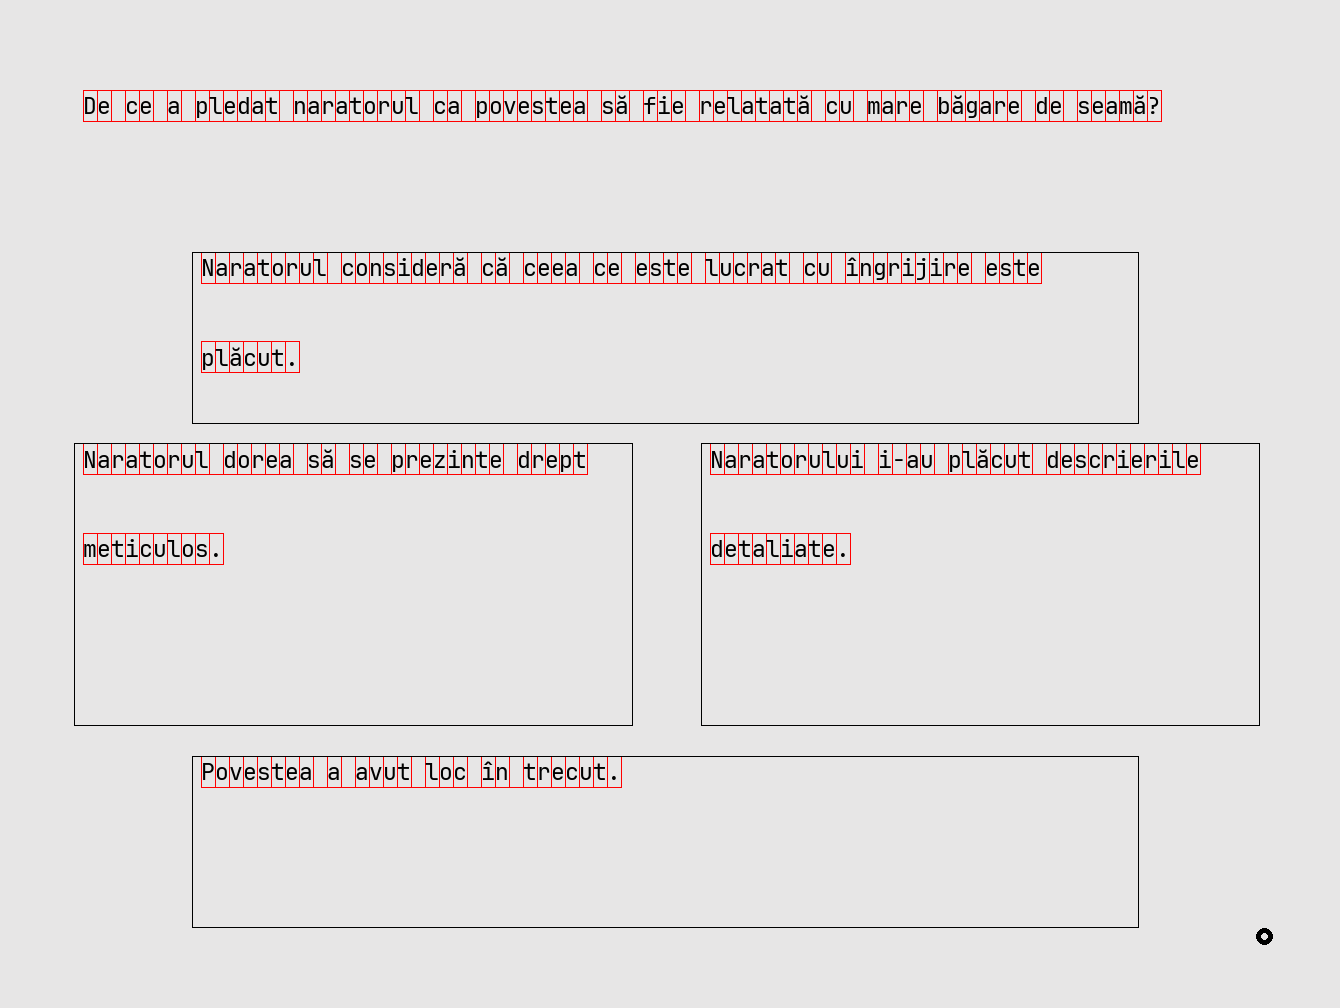 De ce a pledat naratorul ca povestea să fie relatată cu mare băgare de seamă?
Naratorul consideră că ceea ce este lucrat cu îngrijire este
plăcut.
Naratorul dorea să se prezinte drept
meticulos.
Naratorului i-au plăcut descrierile
detaliate.
Povestea a avut loc în trecut.